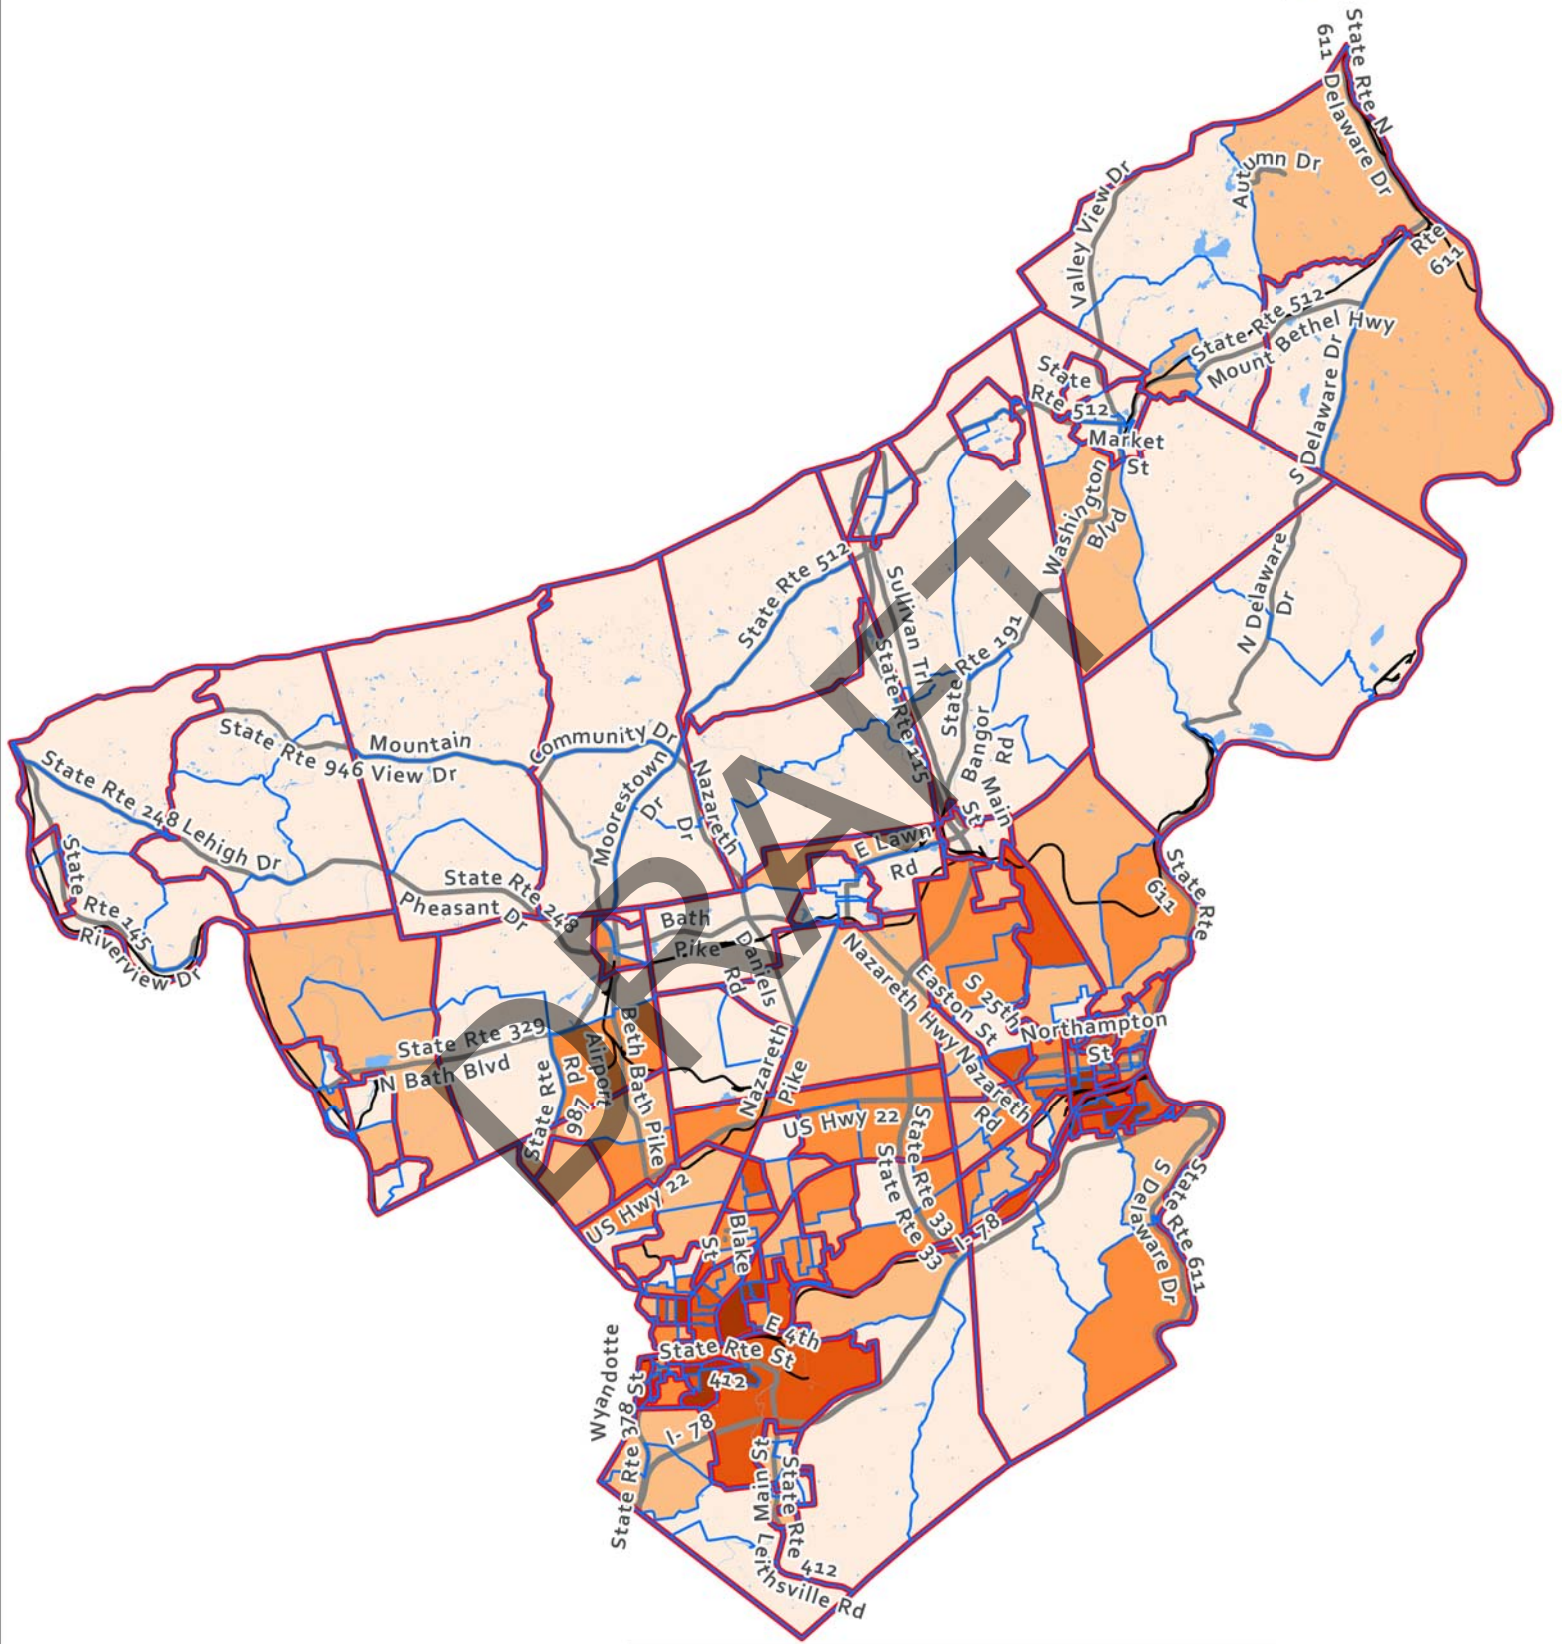 State Rte N
611 Delaware Dr
Autumn Dr
Valley View Dr
Rte
611
State Rte 512
Mount Bethel Hwy
State
Rte 512
Market
St
S Delaware Dr
Washington
Blvd
N Delaware
Dr
State Rte 512
Sullivan Trl
State Rte 191
State Rte 115
Bangor
Rd
Main
St
State Rte 946
Mountain
View Dr
Community Dr
Moorestown
Dr
Nazareth
Dr
State Rte 248 Lehigh Dr
E Lawn
Rd
State
Rte 145
Riverview Dr
State Rte 248
Pheasant Dr
Bath
Pike
Daniels
Rd
State Rte
611
Nazareth Hwy
Easton St
S 25th
Northampton
St
State Rte 329
N Bath Blvd
State Rte
987
Airport
Rd
Beth Bath Pike
Nazareth
Pike
Nazareth
Rd
US Hwy 22
State Rte 33
State Rte 33
US Hwy 22
I- 78
S Delaware Dr
State Rte 611
Blake
St
E 4th
St
State Rte
412
Wyandotte
St
State Rte 378
I- 78
Main St
State Rte
412
Leithsville Rd
DRAFT